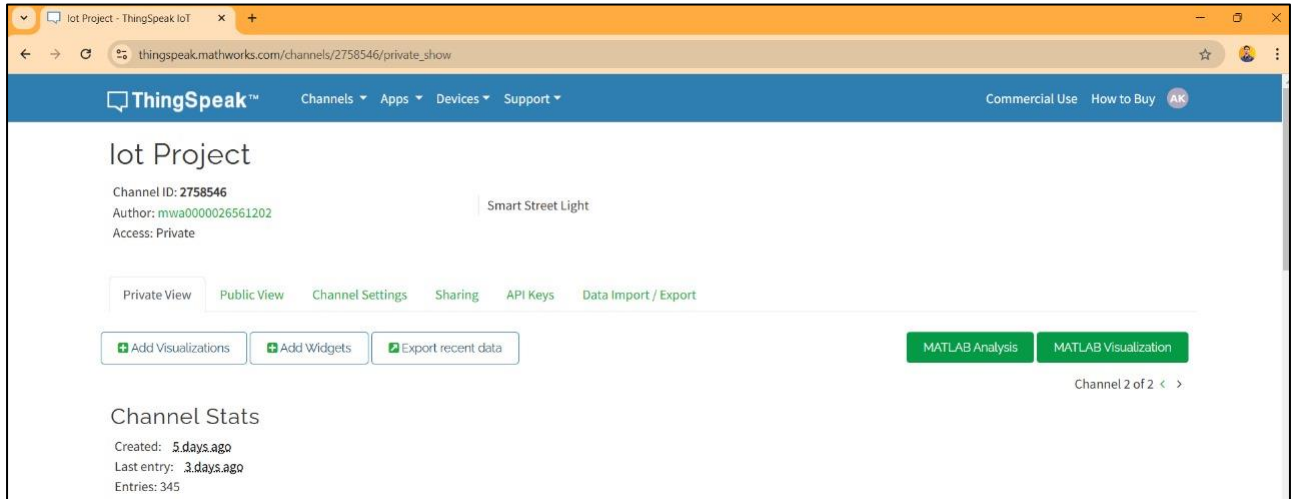 Iot Project - ThingSpeak IoT
thingspeak.mathworks.com/channels/2758546/private_show
ThingSpeak™ Channels Apps Devices Support Commercial Use How to Buy AK
Iot Project
Channel ID: 2758546
Author: mwa0000026561202
Access: Private
Smart Street Light
Private View Public View Channel Settings Sharing API Keys Data Import / Export
Add Visualizations Add Widgets Export recent data MATLAB Analysis MATLAB Visualization
Channel 2 of 2 < >
Channel Stats
Created: 5 days ago
Last entry: 3 days ago
Entries: 345